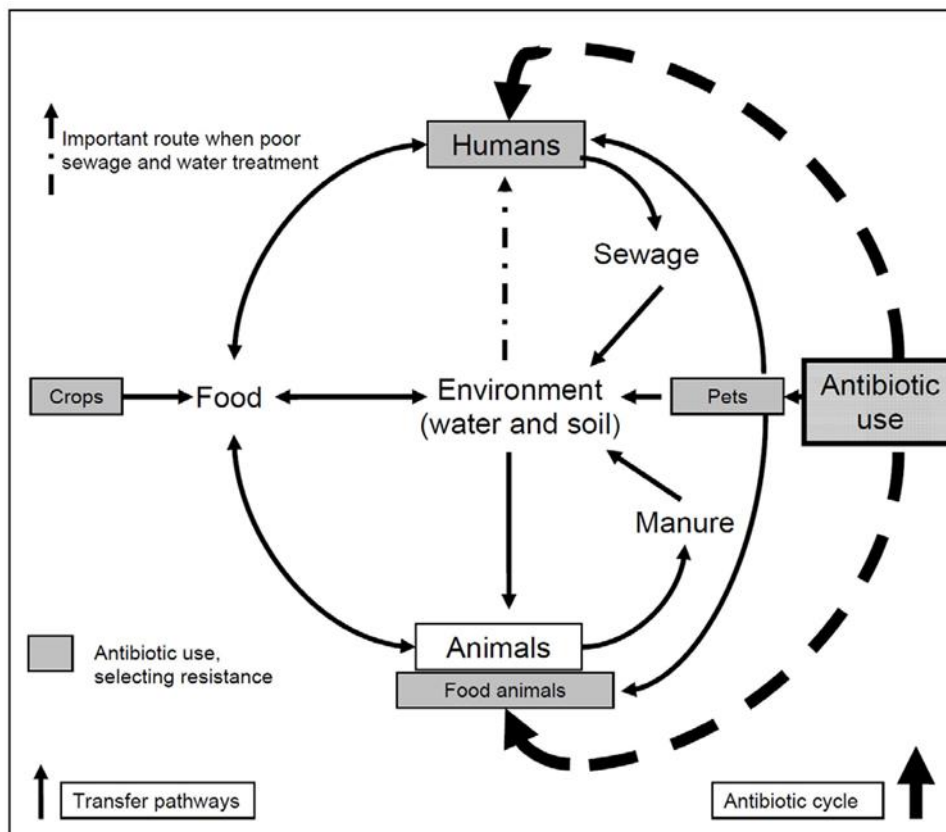 Important route when poor
sewage and water treatment
Humans
Sewage
Crops
Food
Environment
(water and soil)
Pets
Antibiotic
use
Manure
Animals
Food animals
Antibiotic use,
selecting resistance
Transfer pathways
Antibiotic cycle